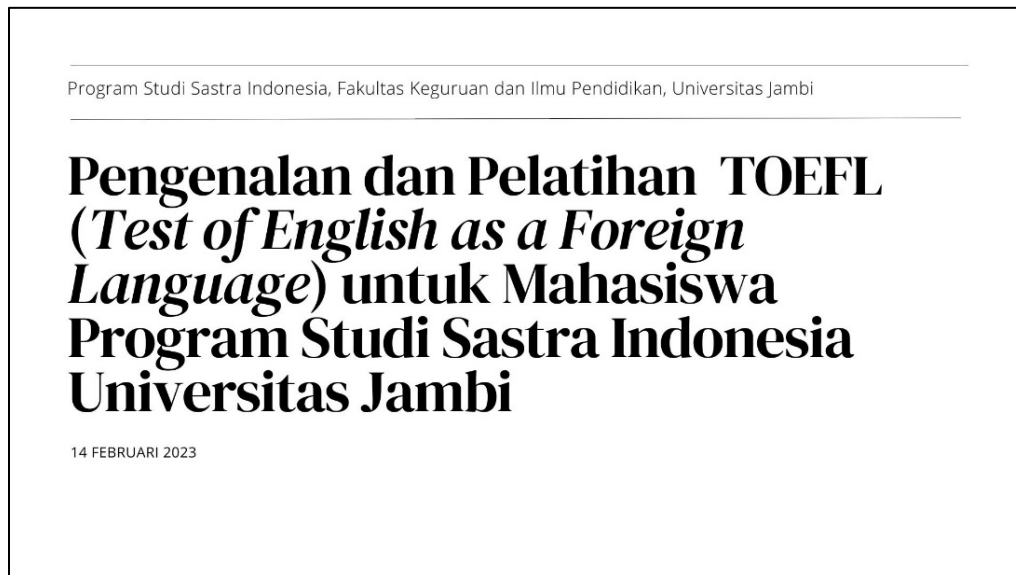 Program Studi Sastra Indonesia, Fakultas Keguruan dan Ilmu Pendidikan, Universitas Jambi
Pengenalan dan Pelatihan TOEFL
(Test of English as a Foreign
Language) untuk Mahasiswa
Program Studi Sastra Indonesia
Universitas Jambi
14 FEBRUARI 2023